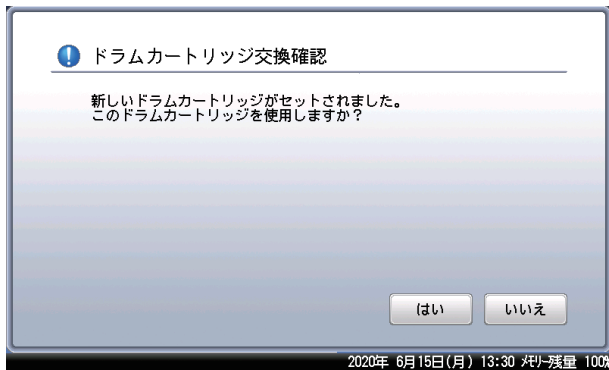 ドラムカートリッジ交換確認
新しいドラムカートリッジがセットされました。
このドラムカートリッジを使用しますか？
はい いいえ
2020年 6月15日(月) 13:30 ﾒﾓﾘｰ残量 100%